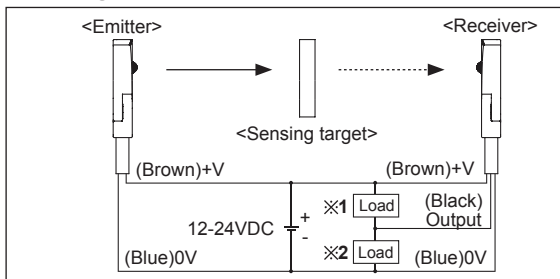 <Emitter>
<Receiver>
<Sensing target>
(Brown)+V
(Brown)+V
※1 Load
(Black)
Output
12-24VDC
+
-
※2 Load
(Blue)0V
(Blue)0V